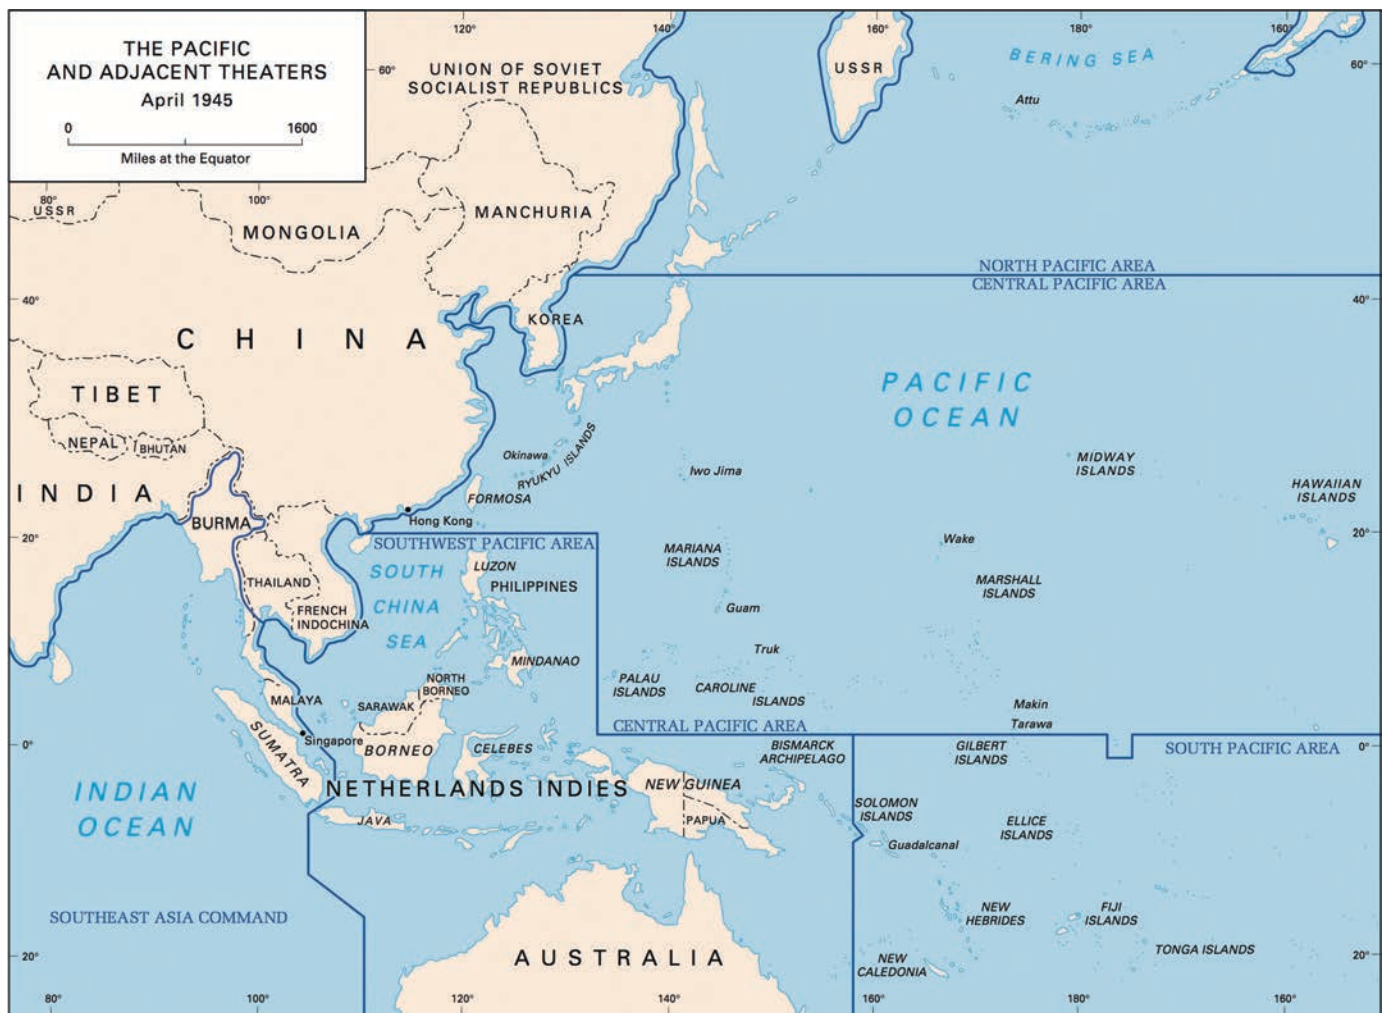 THE PACIFIC
AND ADJACENT THEATERS
April 1945
0 1600
Miles at the Equator
120° 140° 160° 180° 160°
60°
UNION OF SOVIET
SOCIALIST REPUBLICS
USSR
BERING SEA
60°
Attu
80° 100°
USSR
MONGOLIA
MANCHURIA
NORTH PACIFIC AREA
CENTRAL PACIFIC AREA
40° 40°
KOREA
CHINA
PACIFIC
OCEAN
TIBET
NEPAL
BHUTAN
Okinawa
RYUKYU ISLANDS
Iwo Jima
MIDWAY
ISLANDS
HAWAIIAN
ISLANDS
INDIA
FORMOSA
BURMA
Hong Kong
20° 20°
SOUTHWEST PACIFIC AREA
Wake
MARIANA
ISLANDS
SOUTH
CHINA
SEA
LUZON
PHILIPPINES
THAILAND
MARSHALL
ISLANDS
FRENCH
INDOCHINA
Guam
Truk
MINDANAO
PALAU
ISLANDS
CAROLINE
ISLANDS
NORTH
BORNEO
MALAYA
SARAWAK
Makin
Tarawa
CENTRAL PACIFIC AREA
Singapore
SUMATRA
BORNEO
CELEBES
BISMARCK
ARCHIPELAGO
GILBERT
ISLANDS
SOUTH PACIFIC AREA
0° 0°
INDIAN
OCEAN
NETHERLANDS INDIES
NEW GUINEA
JAVA
PAPUA
SOLOMON
ISLANDS
ELLICE
ISLANDS
Guadalcanal
SOUTHEAST ASIA COMMAND
NEW
HEBRIDES
FIJI
ISLANDS
TONGA ISLANDS
AUSTRALIA
NEW
CALEDONIA
20° 20°
80° 100° 120° 140° 160° 180° 160°